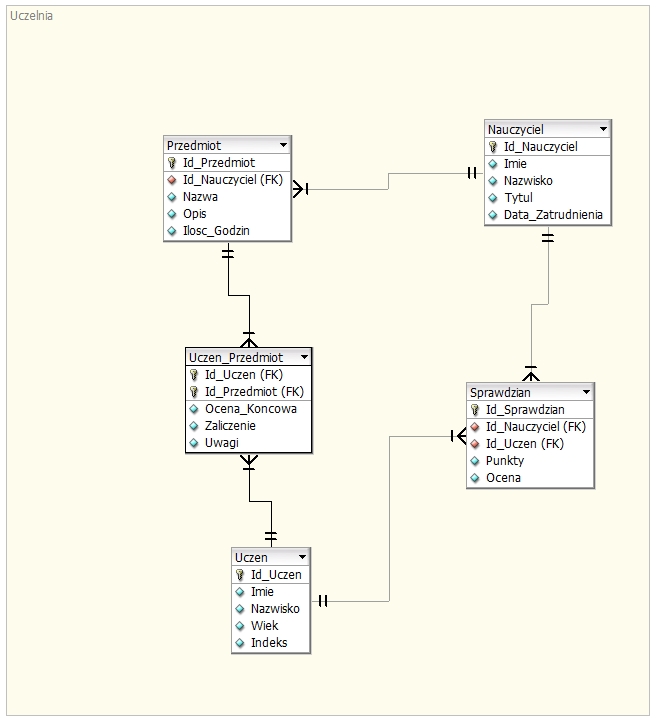 Uczelnia
Przedmiot
Id_Przedmiot
Id_Nauczyciel (FK)
Nazwa
Opis
Ilosc_Godzin
Nauczyciel
Id_Nauczyciel
Imie
Nazwisko
Tytul
Data_Zatrudnienia
Uczen_Przedmiot
Id_Uczen (FK)
Id_Przedmiot (FK)
Ocena_Koncowa
Zaliczenie
Uwagi
Sprawdzian
Id_Sprawdzian
Id_Nauczyciel (FK)
Id_Uczen (FK)
Punkty
Ocena
Uczen
Id_Uczen
Imie
Nazwisko
Wiek
Indeks